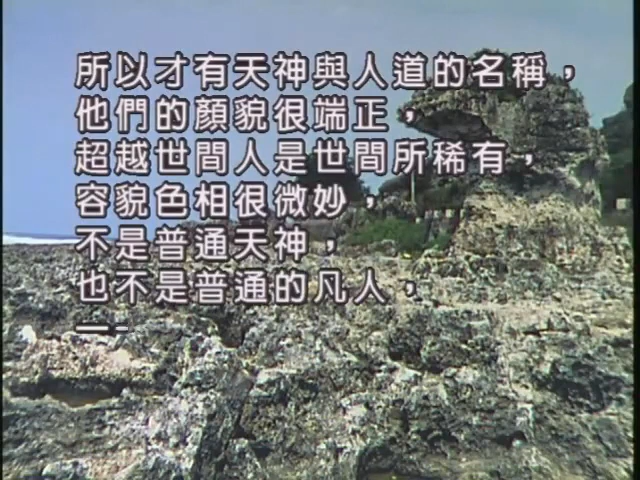 所以才有天神與人道的名稱，
他們的顏貌很端正，
超越世間人是世間所稀有，
容貌色相很微妙，
不是普通天神，
也不是普通的凡人，